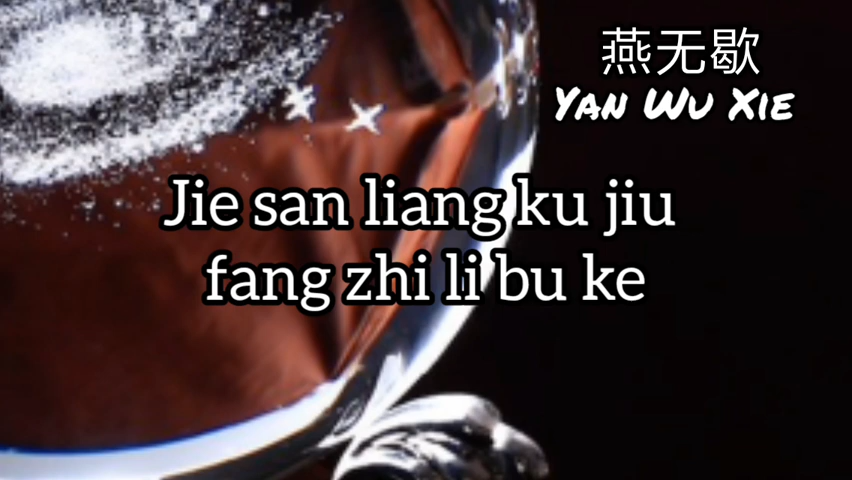 燕无歇
Yan Wu Xie
Jie san liang ku jiu
fang zhi li bu ke